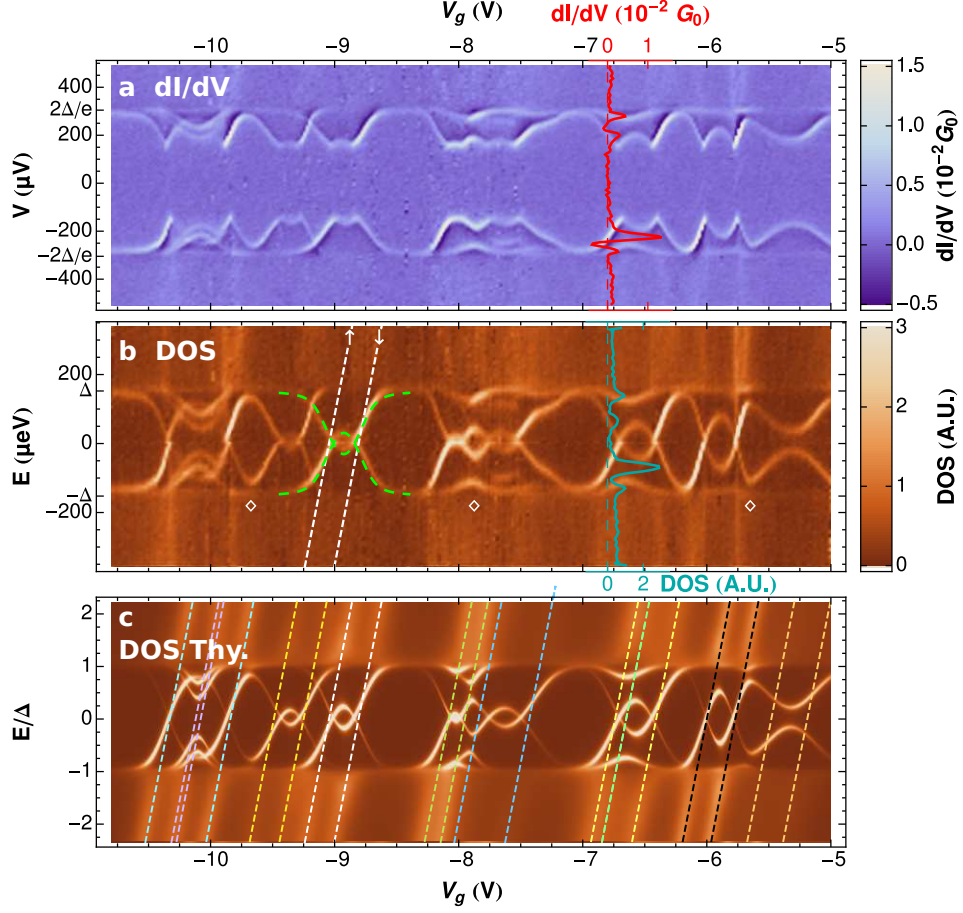 V_g (V)
dI/dV (10⁻² G₀)
−10 −9 −8 −7 −6 −5
0 1
a dI/dV
V (µV)
400
2Δ/e
200
0
−200
−2Δ/e
−400
1.5
1.0
0.5
0.0
−0.5
dI/dV (10⁻² G₀)
b DOS
E (µeV)
200
Δ
0
−Δ
−200
3
2
1
0
DOS (A.U.)
0 2 DOS (A.U.)
c
DOS Thy.
E/Δ
2
1
0
−1
−2
−10 −9 −8 −7 −6 −5
V_g (V)